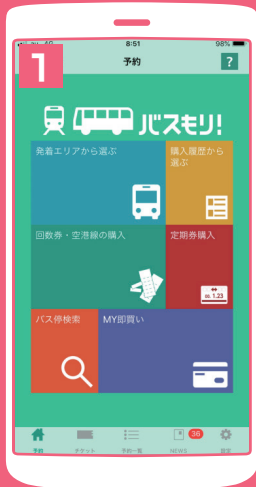 1
8:51
98%
予約
?
バスもり!
発着エリアから選ぶ
購入履歴から
選ぶ
回数券・空港線の購入
定期券購入
1.23
バス停検索
MY即買い
36
予約
チケット
予約一覧
NEWS
設定